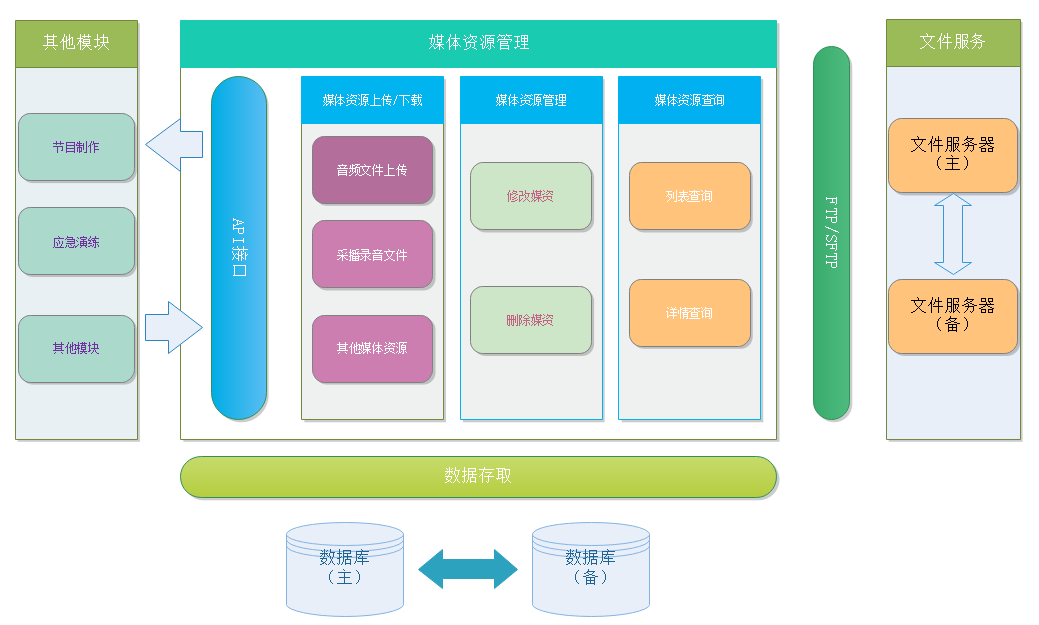 其他模块
节目制作
应急演练
其他模块
媒体资源管理
API接口
媒体资源上传/下载
音频文件上传
采播录音文件
其他媒体资源
媒体资源管理
修改媒资
删除媒资
媒体资源查询
列表查询
详情查询
FTP/SFTP
文件服务
文件服务器
（主）
文件服务器
（备）
数据存取
数据库
（主）
数据库
（备）